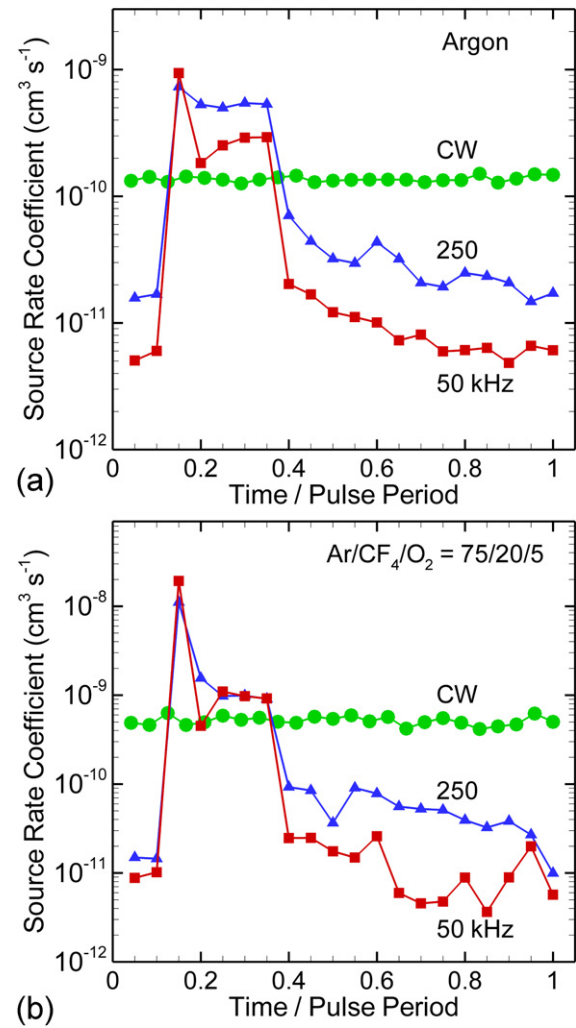 Argon
Source Rate Coefficient (cm³ s⁻¹)
10⁻⁹
10⁻¹⁰
10⁻¹¹
10⁻¹²
CW
250
50 kHz
0 0.2 0.4 0.6 0.8 1
Time / Pulse Period
(a)
Ar/CF₄/O₂ = 75/20/5
Source Rate Coefficient (cm³ s⁻¹)
10⁻⁸
10⁻⁹
10⁻¹⁰
10⁻¹¹
10⁻¹²
CW
250
50 kHz
0 0.2 0.4 0.6 0.8 1
Time / Pulse Period
(b)